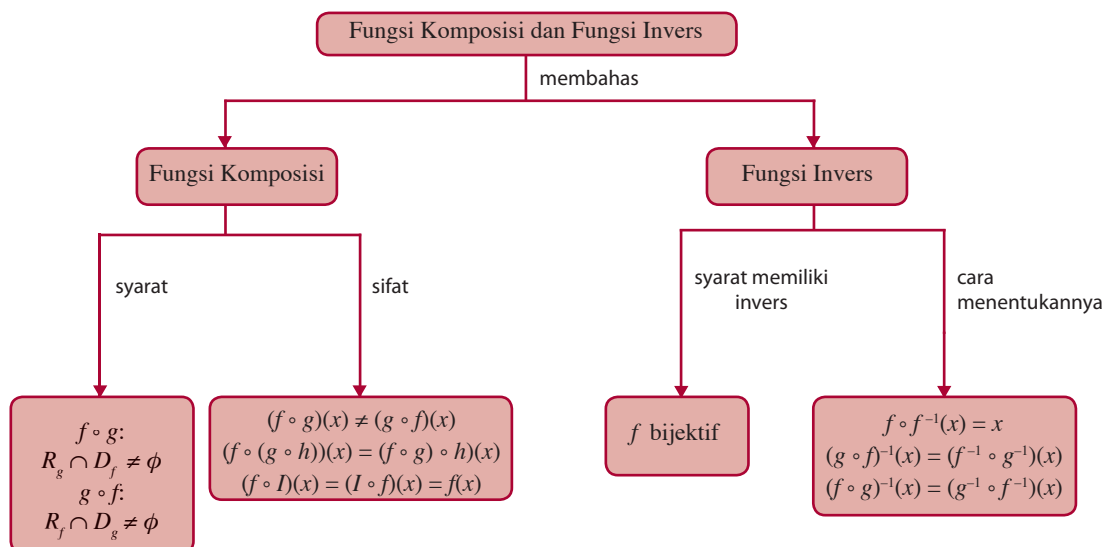 Fungsi Komposisi dan Fungsi Invers
membahas
Fungsi Komposisi
Fungsi Invers
syarat
sifat
syarat memiliki
invers
cara
menentukannya
f ∘ g:
R_g ∩ D_f ≠ ϕ
g ∘ f:
R_f ∩ D_g ≠ ϕ
(f ∘ g)(x) ≠ (g ∘ f)(x)
(f ∘ (g ∘ h))(x) = (f ∘ g) ∘ h)(x)
(f ∘ I)(x) = (I ∘ f)(x) = f(x)
f bijektif
f ∘ f⁻¹(x) = x
(g ∘ f)⁻¹(x) = (f⁻¹ ∘ g⁻¹)(x)
(f ∘ g)⁻¹(x) = (g⁻¹ ∘ f⁻¹)(x)